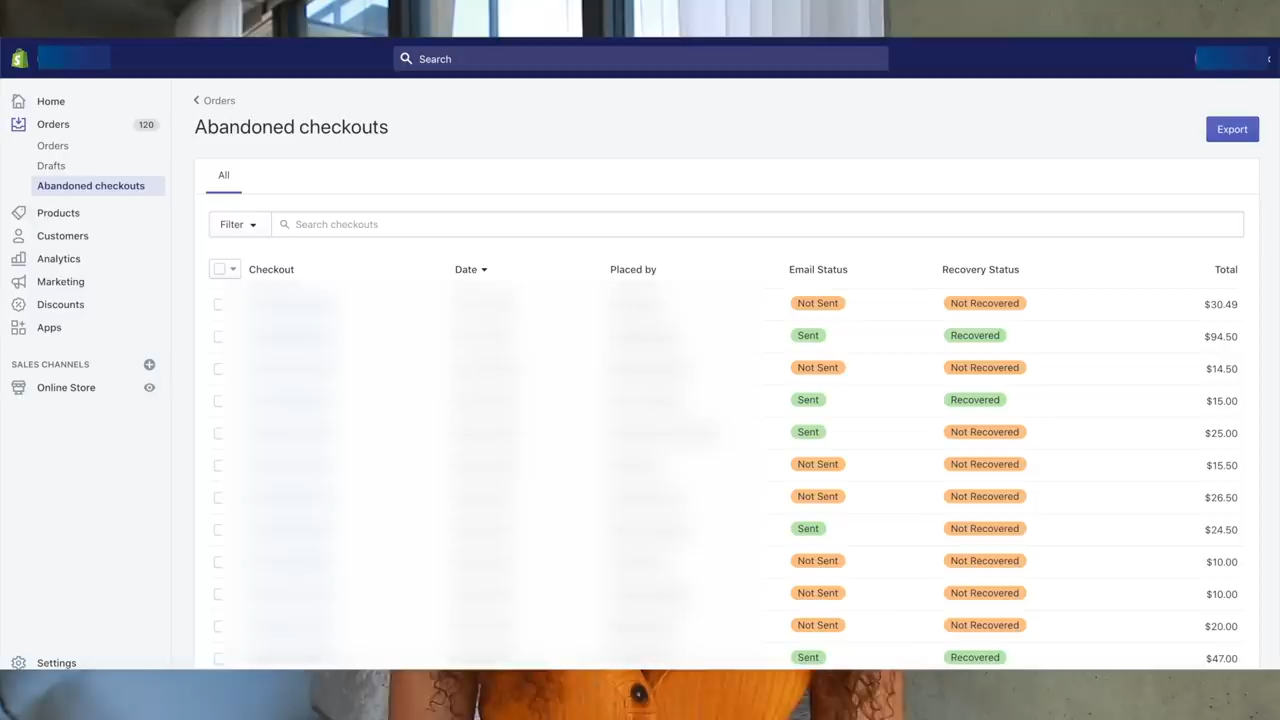 Search
Home
Orders 120
Orders
Drafts
Abandoned checkouts
Products
Customers
Analytics
Marketing
Discounts
Apps
SALES CHANNELS
Online Store
Settings
Orders
Abandoned checkouts
Export
All
Filter Search checkouts
Checkout Date Placed by Email Status Recovery Status Total
Not Sent Not Recovered $30.49
Sent Recovered $94.50
Not Sent Not Recovered $14.50
Sent Recovered $15.00
Sent Not Recovered $25.00
Not Sent Not Recovered $15.50
Not Sent Not Recovered $26.50
Sent Not Recovered $24.50
Not Sent Not Recovered $10.00
Not Sent Not Recovered $10.00
Not Sent Not Recovered $20.00
Sent Recovered $47.00